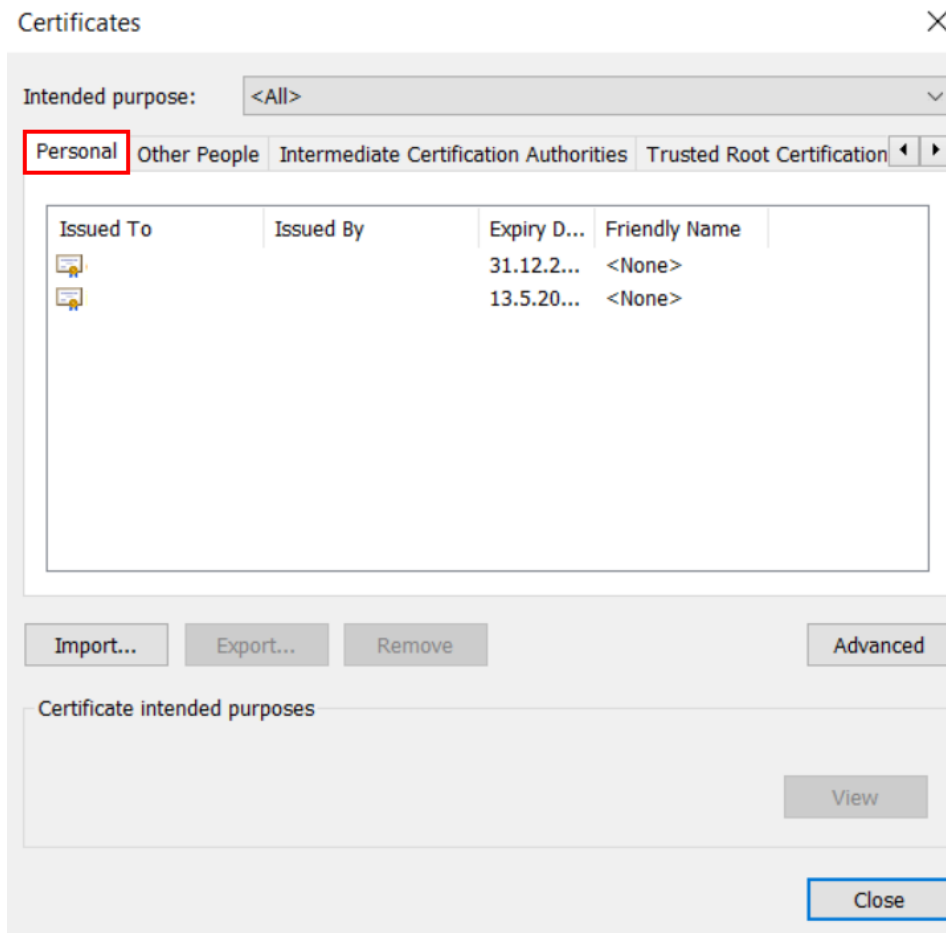 Certificates
Intended purpose: <All>
Personal Other People Intermediate Certification Authorities Trusted Root Certification
Issued To Issued By Expiry D... Friendly Name
31.12.2... <None>
13.5.20... <None>
Import... Export... Remove Advanced
Certificate intended purposes
View
Close